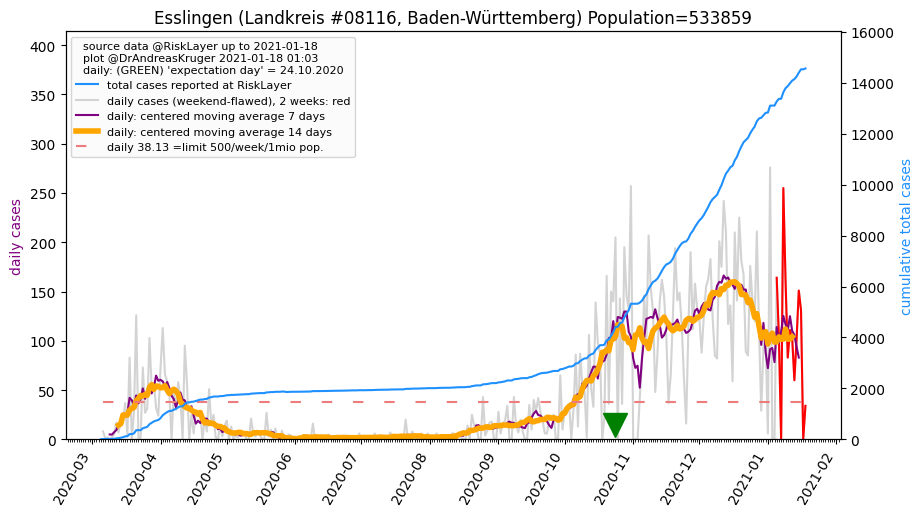 Esslingen (Landkreis #08116, Baden-Württemberg) Population=533859
source data @RiskLayer up to 2021-01-18
plot @DrAndreasKruger 2021-01-18 01:03
daily: (GREEN) 'expectation day' = 24.10.2020
total cases reported at RiskLayer
daily cases (weekend-flawed), 2 weeks: red
daily: centered moving average 7 days
daily: centered moving average 14 days
daily 38.13 =limit 500/week/1mio pop.
daily cases
400
350
300
250
200
150
100
50
0
cumulative total cases
16000
14000
12000
10000
8000
6000
4000
2000
0
2020-03
2020-04
2020-05
2020-06
2020-07
2020-08
2020-09
2020-10
2020-11
2020-12
2021-01
2021-02